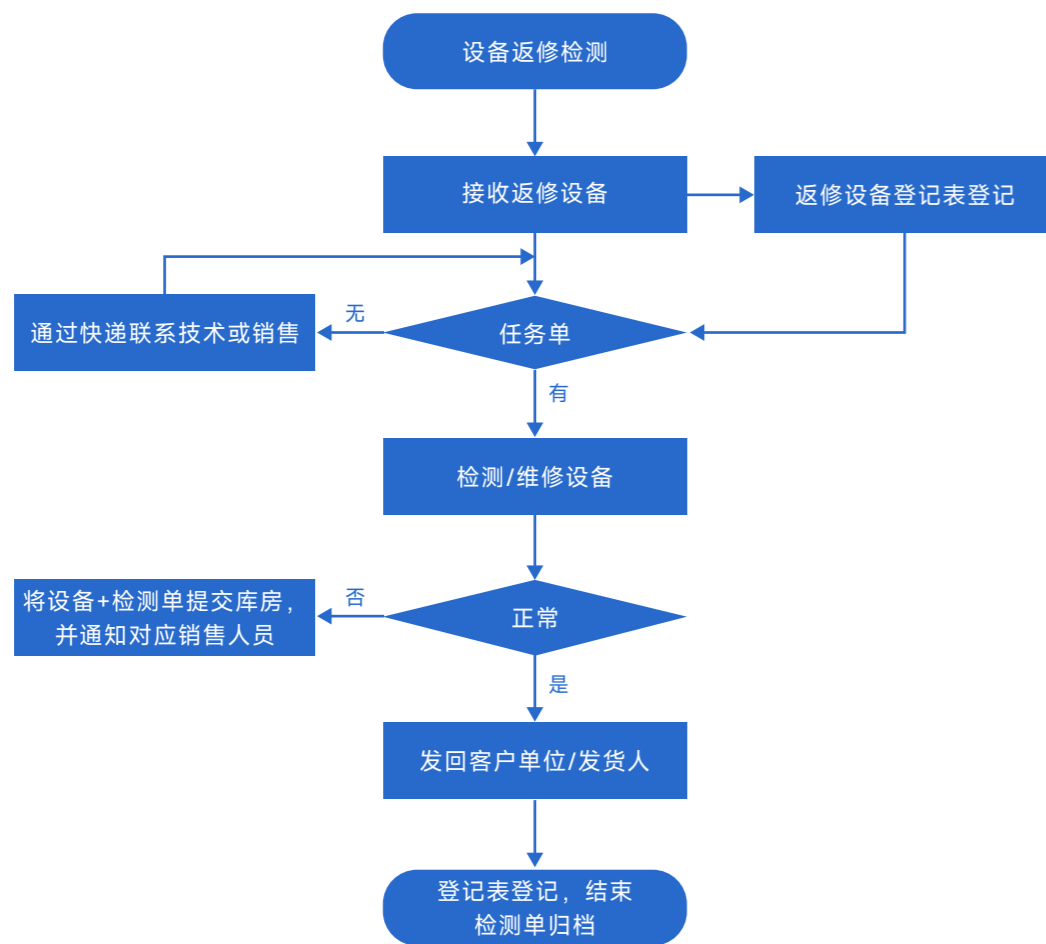 设备返修检测
接收返修设备
返修设备登记表登记
通过快递联系技术或销售
无
任务单
有
检测/维修设备
将设备+检测单提交库房，
并通知对应销售人员
否
正常
是
发回客户单位/发货人
登记表登记，结束
检测单归档